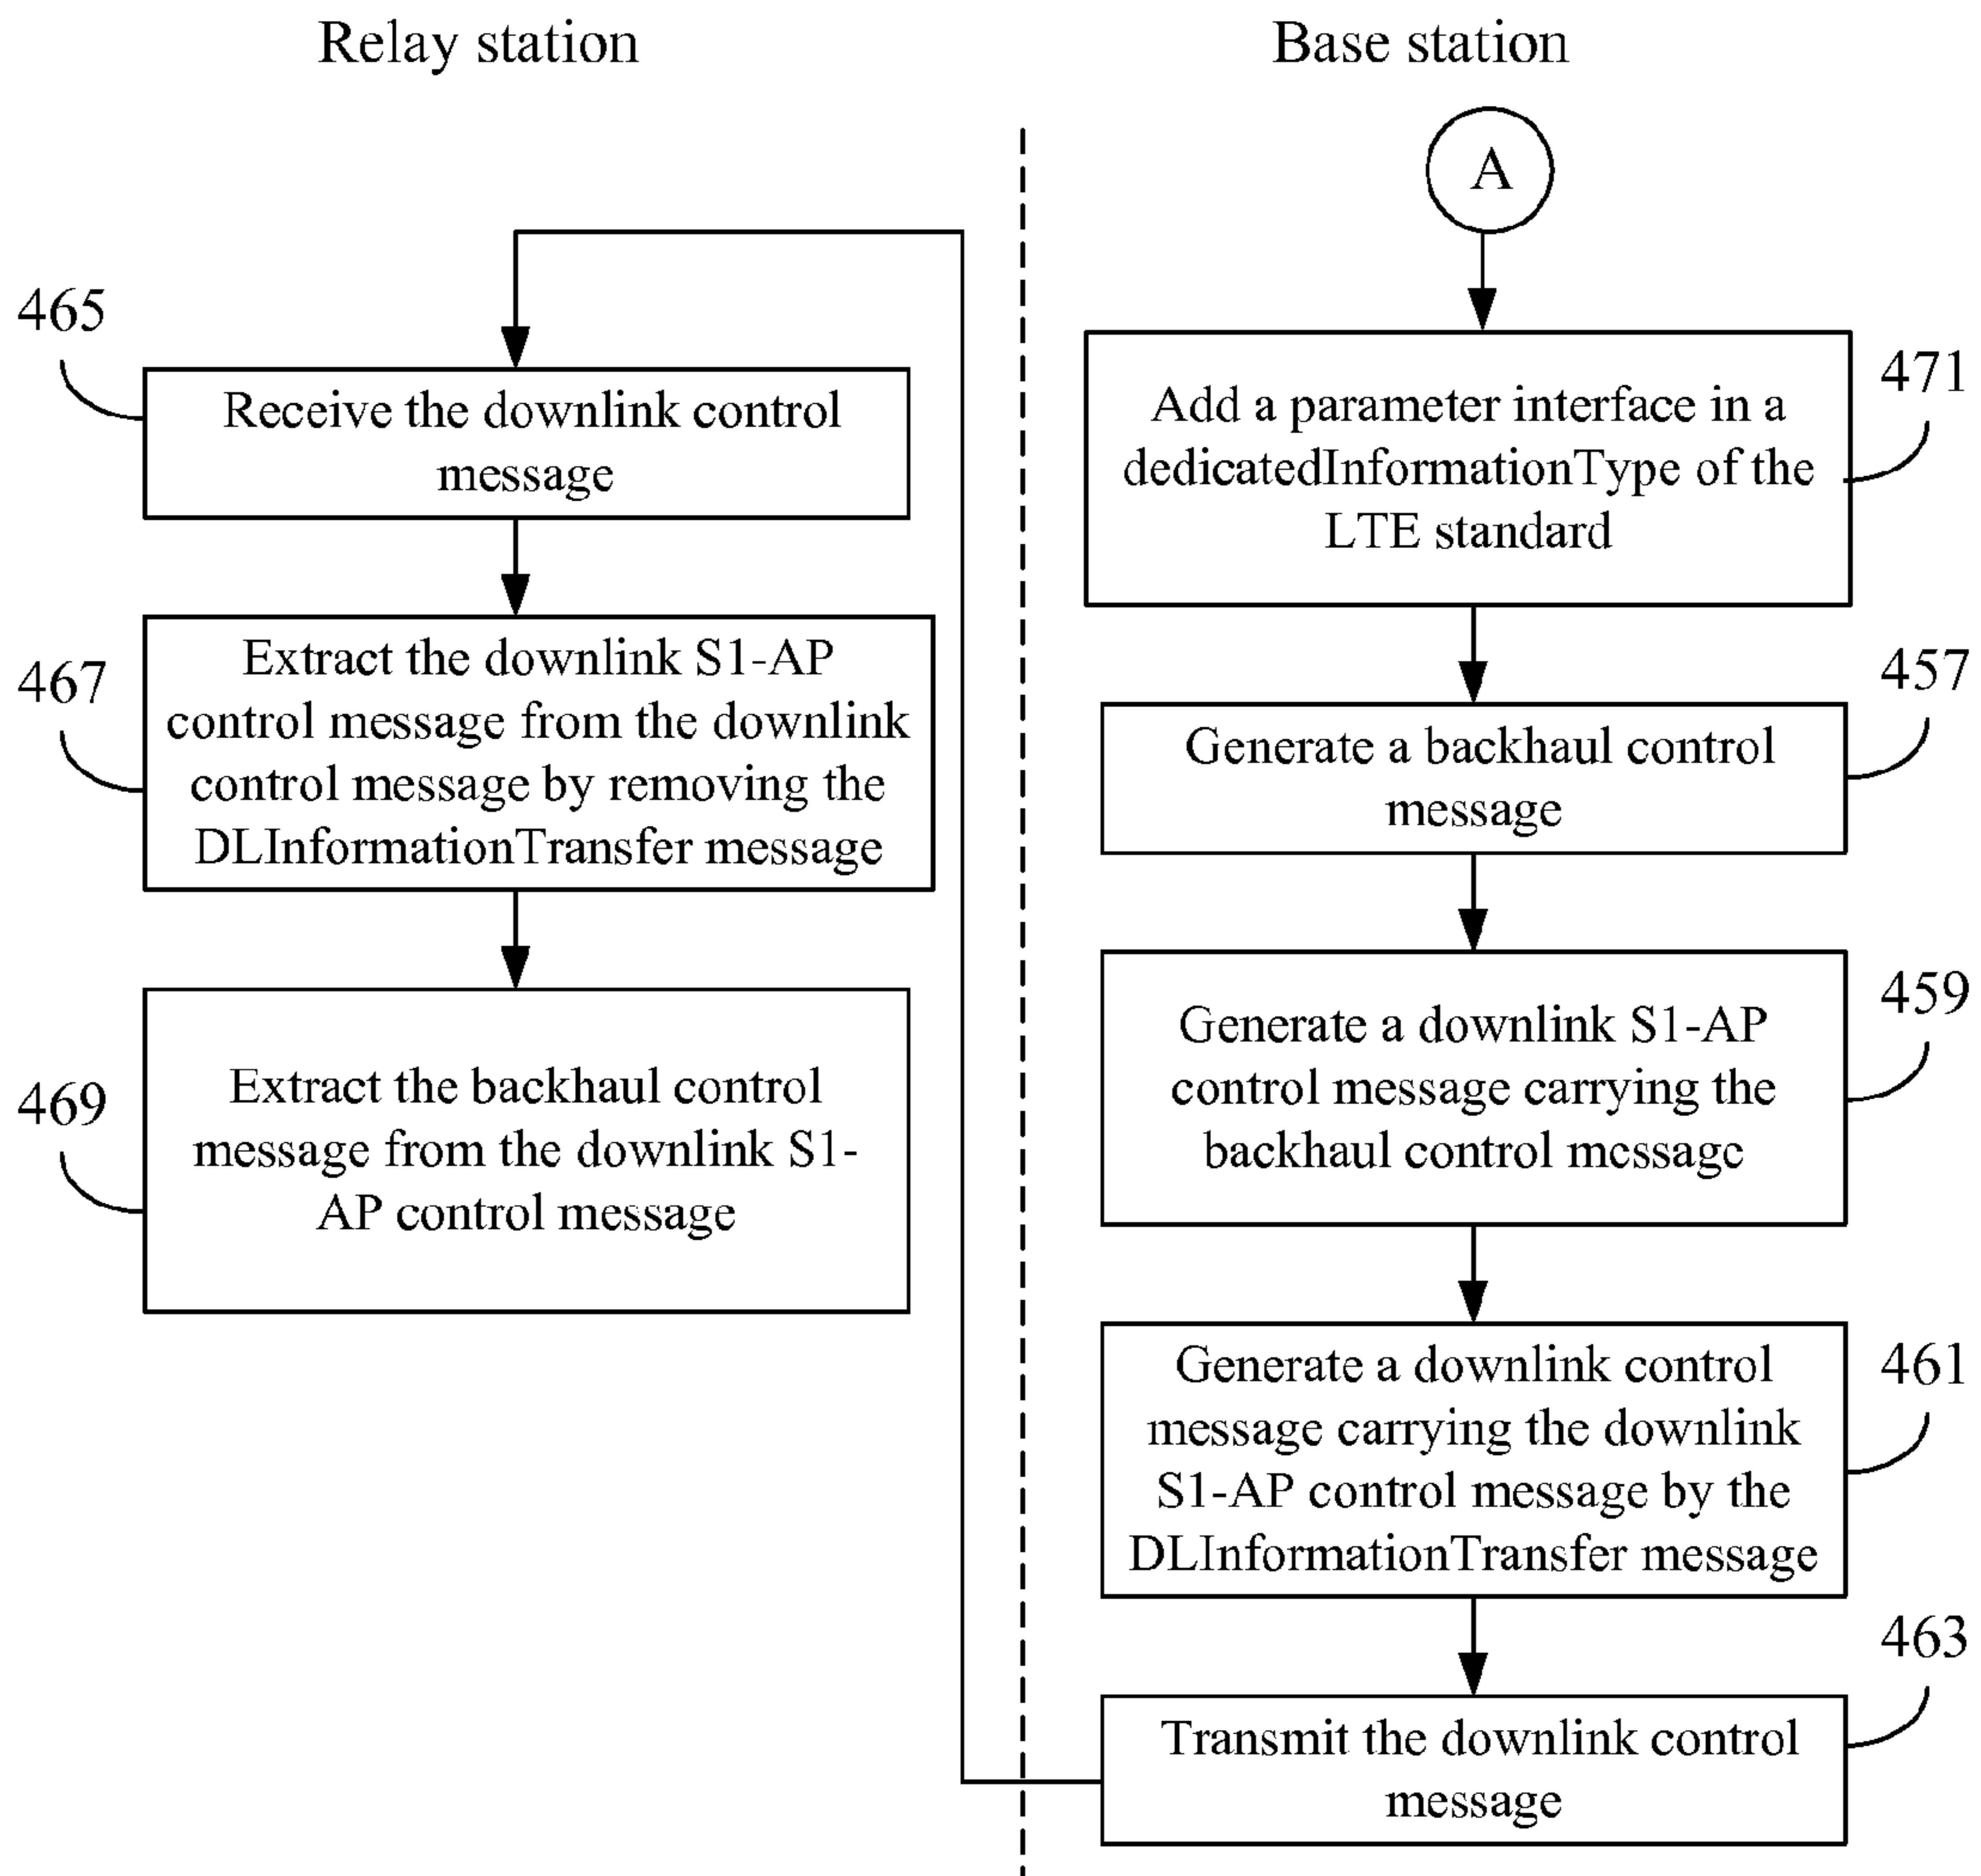 Relay station
Base station
A
465
Receive the downlink control
message
467
Extract the downlink S1-AP
control message from the downlink
control message by removing the
DLInformationTransfer message
469
Extract the backhaul control
message from the downlink S1-
AP control message
471
Add a parameter interface in a
dedicatedInformationType of the
LTE standard
457
Generate a backhaul control
message
459
Generate a downlink S1-AP
control message carrying the
backhaul control message
461
Generate a downlink control
message carrying the downlink
S1-AP control message by the
DLInformationTransfer message
463
Transmit the downlink control
message